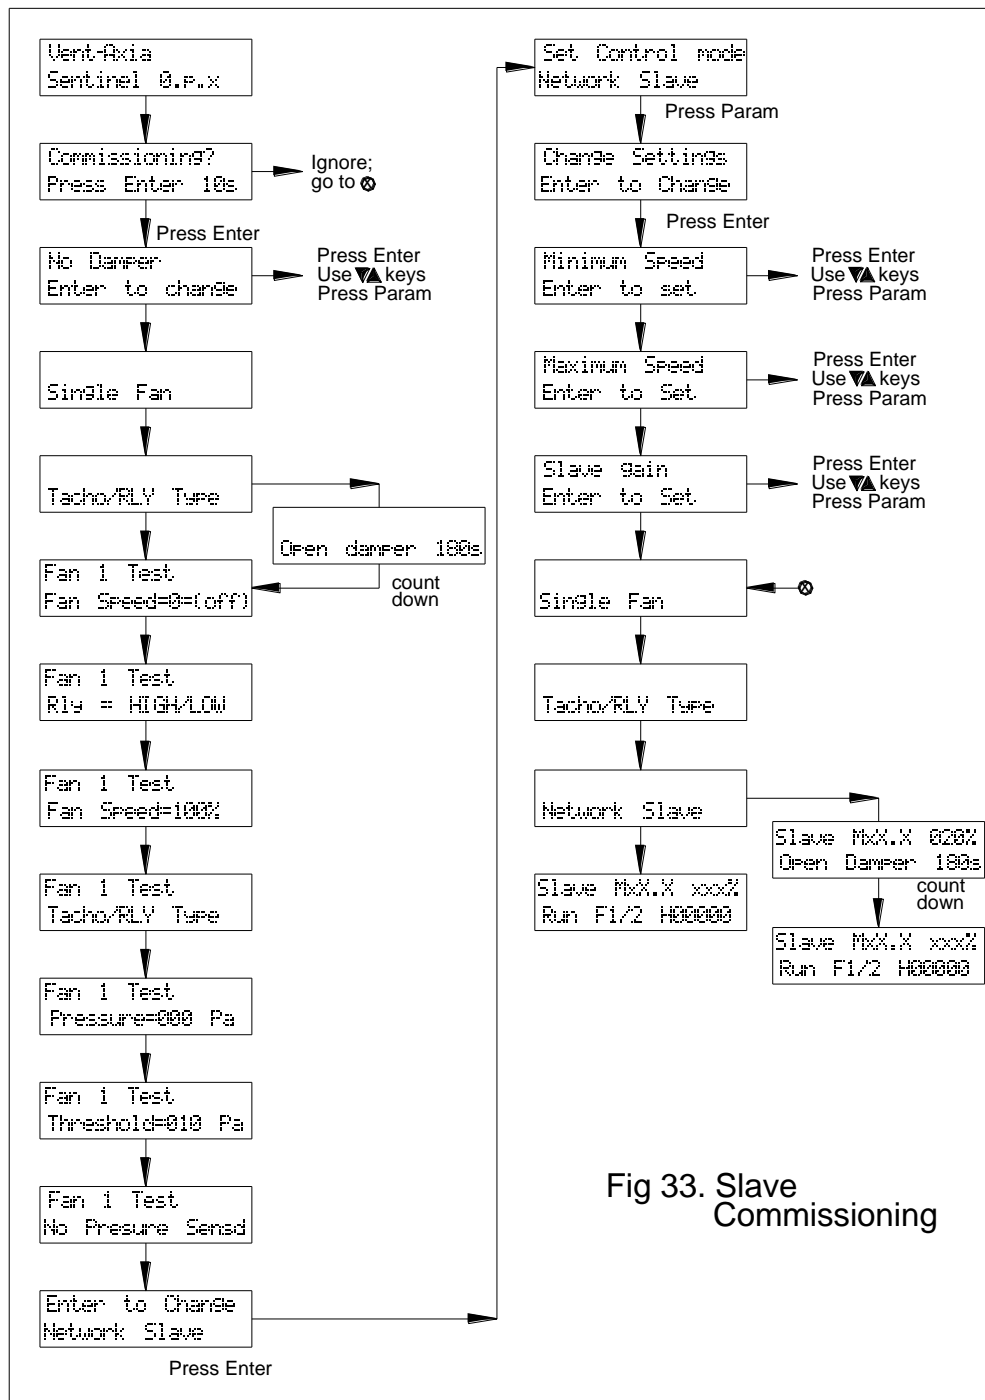 Vent-Axia
Sentinel 0.p.x
Commissioning?
Press Enter 10s
Ignore;
go to ⊗
Press Enter
No Damper
Enter to change
Press Enter
Use ▼▲ keys
Press Param
Single Fan
Tacho/RLY Type
Open damper 180s
count
down
Fan 1 Test
Fan Speed=0=(off)
Fan 1 Test
Rly = HIGH/LOW
Fan 1 Test
Fan Speed=100%
Fan 1 Test
Tacho/RLY Type
Fan 1 Test
Pressure=000 Pa
Fan i Test
Threshold=010 Pa
Fan 1 Test
No Presure Sensd
Enter to Change
Network Slave
Press Enter
Set Control mode
Network Slave
Press Param
Change Settings
Enter to Change
Press Enter
Minimum Speed
Enter to set
Press Enter
Use ▼▲ keys
Press Param
Maximum Speed
Enter to Set
Press Enter
Use ▼▲ keys
Press Param
Slave gain
Enter to Set
Press Enter
Use ▼▲ keys
Press Param
Single Fan
⊗
Tacho/RLY Type
Network Slave
Slave MxX.X 020%
Open Damper 180s
count
down
Slave MxX.X xxx%
Run F1/2 H00000
Slave MxX.X xxx%
Run F1/2 H00000
Fig 33. Slave
Commissioning